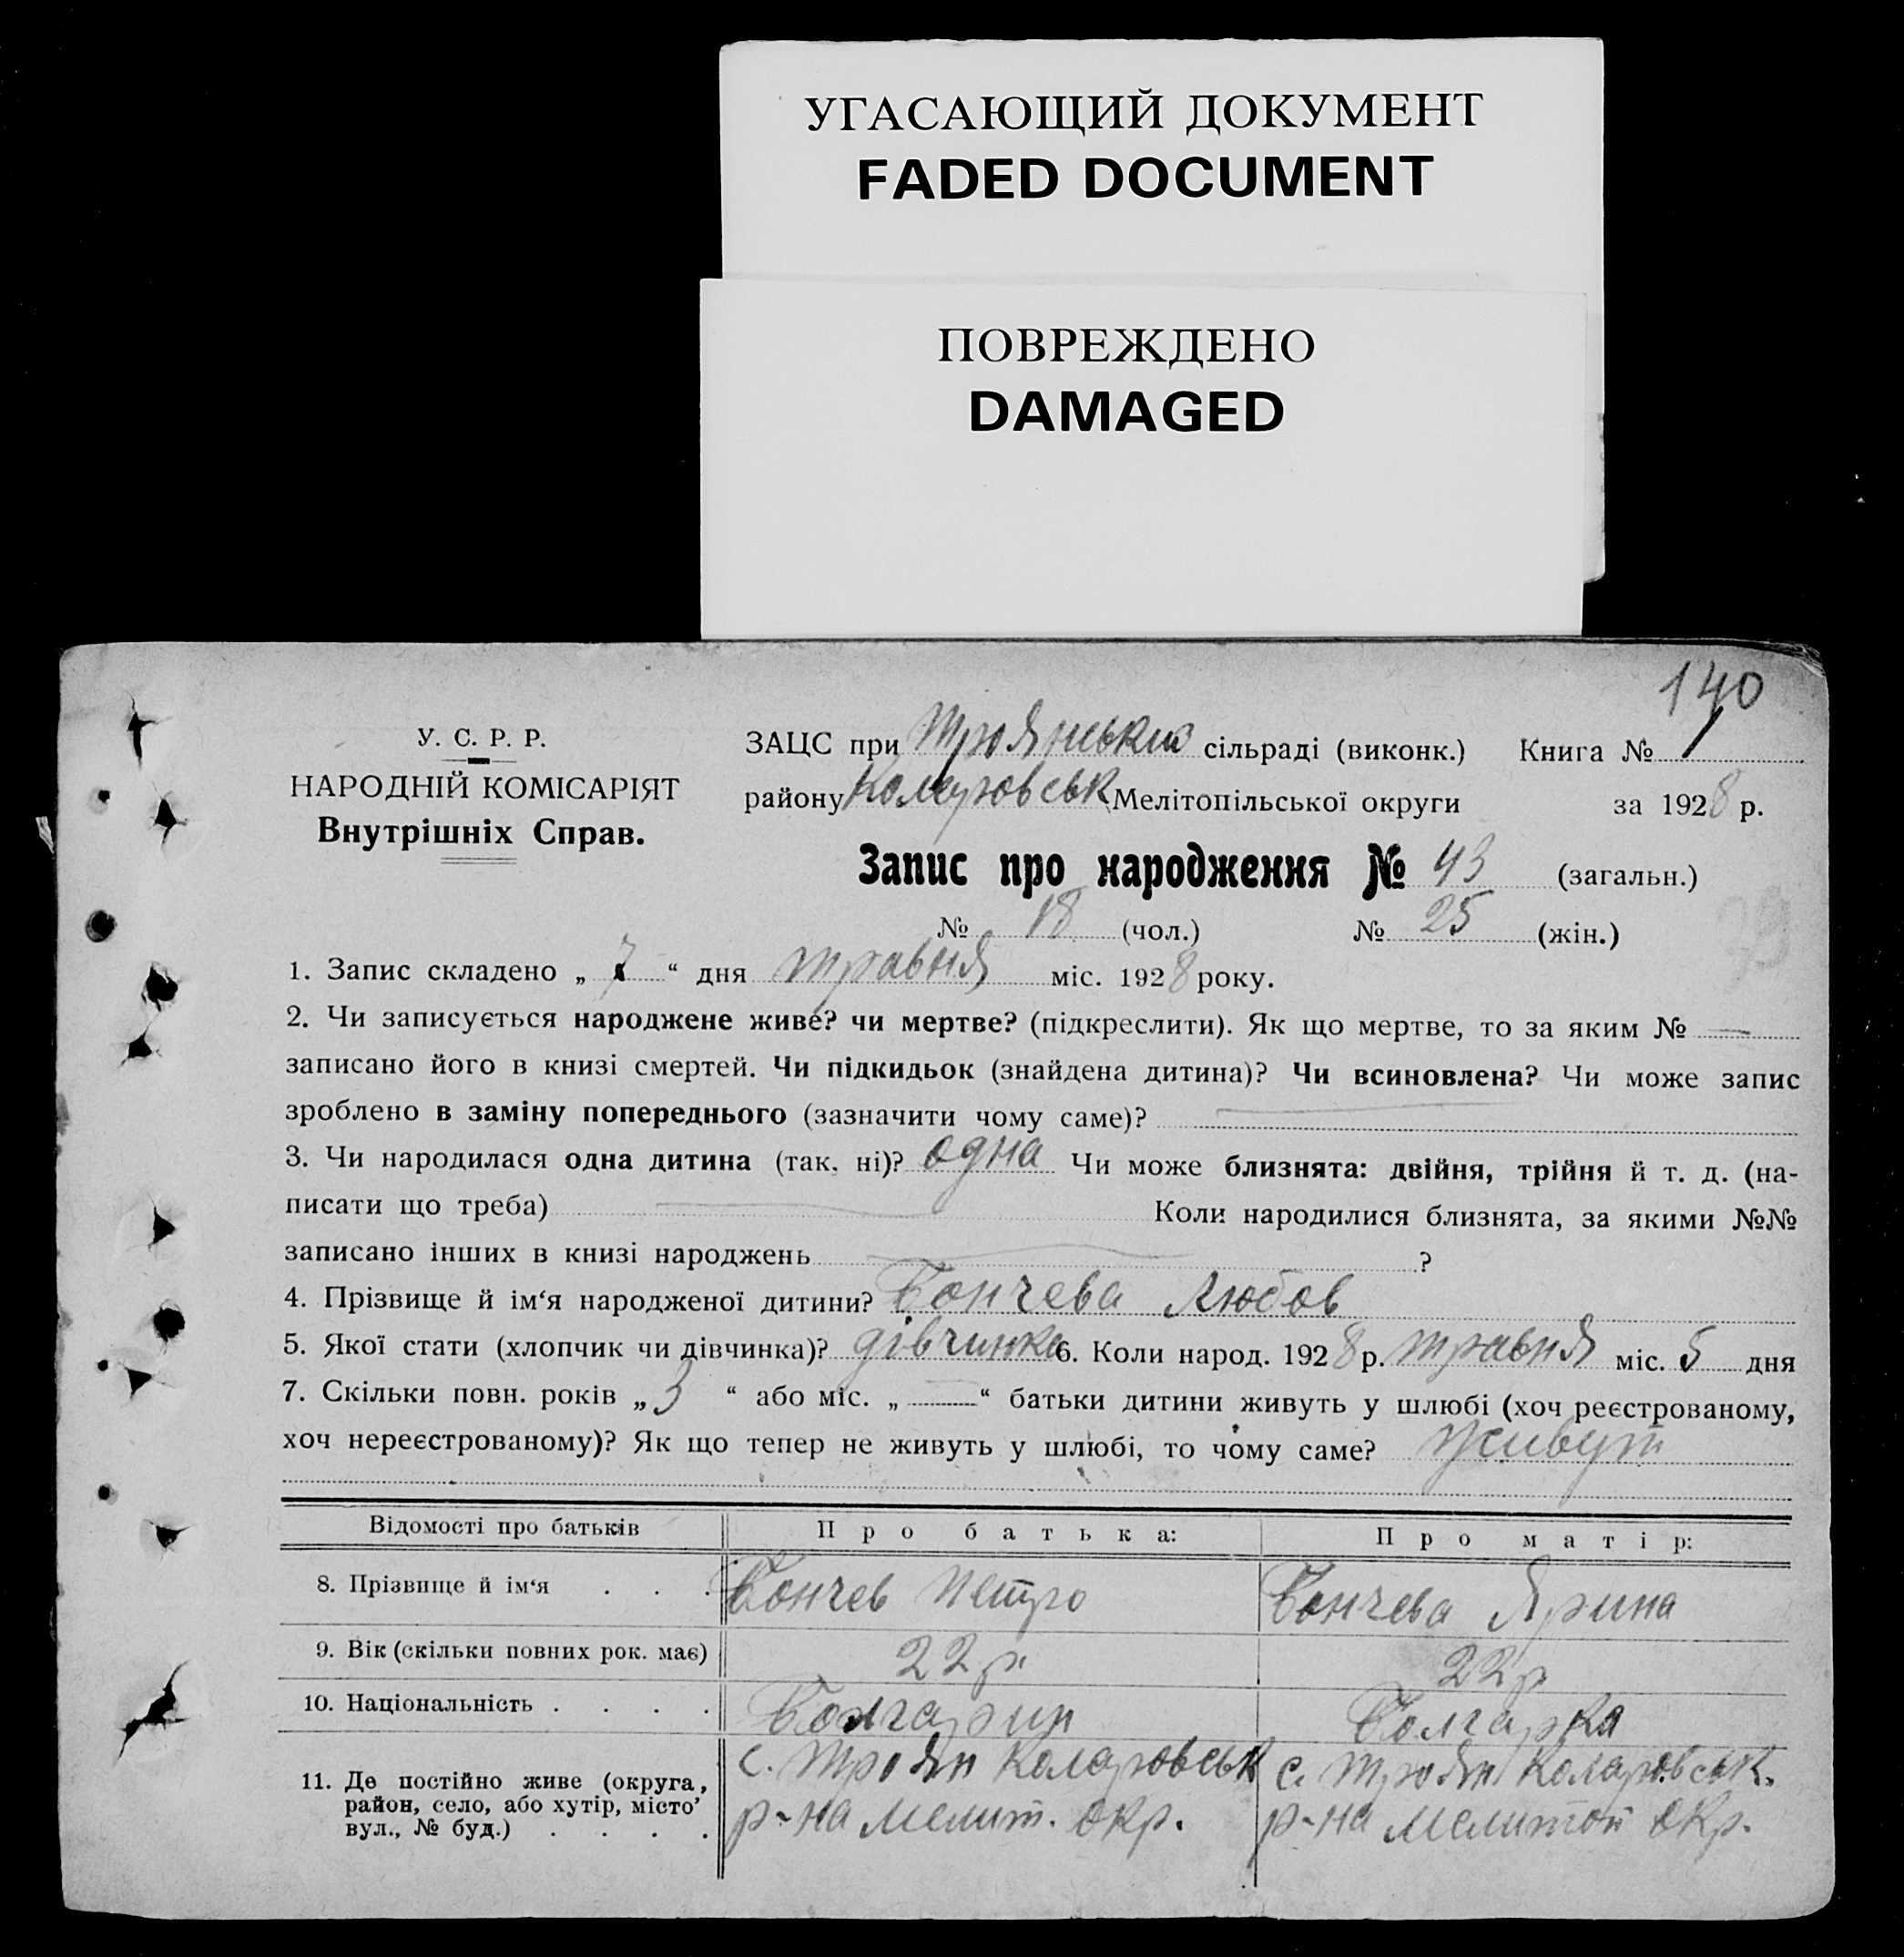 УГАСАЮЩИЙ ДОКУМЕНТ
FADED DOCUMENT
ПОВРЕЖДЕНО
DAMAGED
140
У. С. Р. Р.
НАРОДНІЙ КОМІСАРІЯТ
Внутрішніх Справ.
ЗАЦС при Троянський сільраді (виконк.) Книга № 1
району Коларовськ Мелітопільської округи за 1928 р.
Запис про народження № 43 (загальн.)
№ 18 (чол.) № 25 (жін.)
1. Запис складено „ 7 “ дня травня міс. 1928 року.
2. Чи записується народжене живе? чи мертве? (підкреслити). Як що мертве, то за яким № —
записано його в книзі смертей. Чи підкидьок (знайдена дитина)? Чи всиновлена? Чи може запис
зроблено в заміну попереднього (зазначити чому саме)? —
3. Чи народилася одна дитина (так, ні)? одна Чи може близнята: двійня, трійня й т. д. (на-
писати що треба) — Коли народилися близнята, за якими №№
записано інших в книзі народжень — ?
4. Прізвище й ім‘я народженої дитини? Бончева Любов
5. Якої стати (хлопчик чи дівчинка)? дівчинка 6. Коли народ. 1928 р. травня міс. 5 дня
7. Скільки повн. років „ 3 “ або міс. „ — “ батьки дитини живуть у шлюбі (хоч реєстрованому,
хоч нереєстрованому)? Як що тепер не живуть у шлюбі, то чому саме? живут
Відомості про батьків Про батька: Про матір:
8. Прізвище й ім‘я . . . Бончев Петро Бончева Ярина
9. Вік (скільки повних рок. має) 22 р. 22 р
10. Національність . . . . Болгарин Болгарка
11. Де постійно живе (округа, с. Троян Коларовськ с. Троян Коларовськ.
район, село, або хутір, місто’
вул., № буд.) . . . . р-на Мелит. окр. р-на Мелитоп окр.